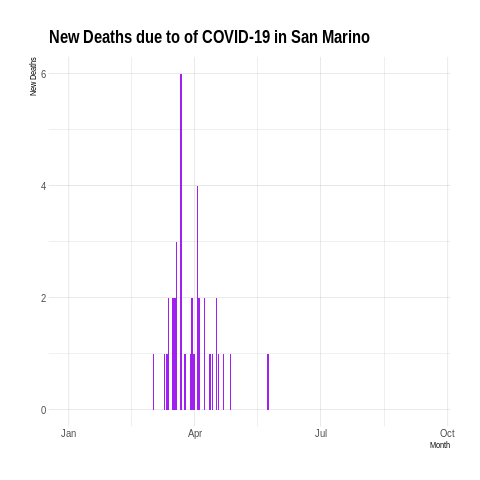 New Deaths due to of COVID-19 in San Marino
New Deaths
6
4
2
0
Jan Apr Jul Oct
Month